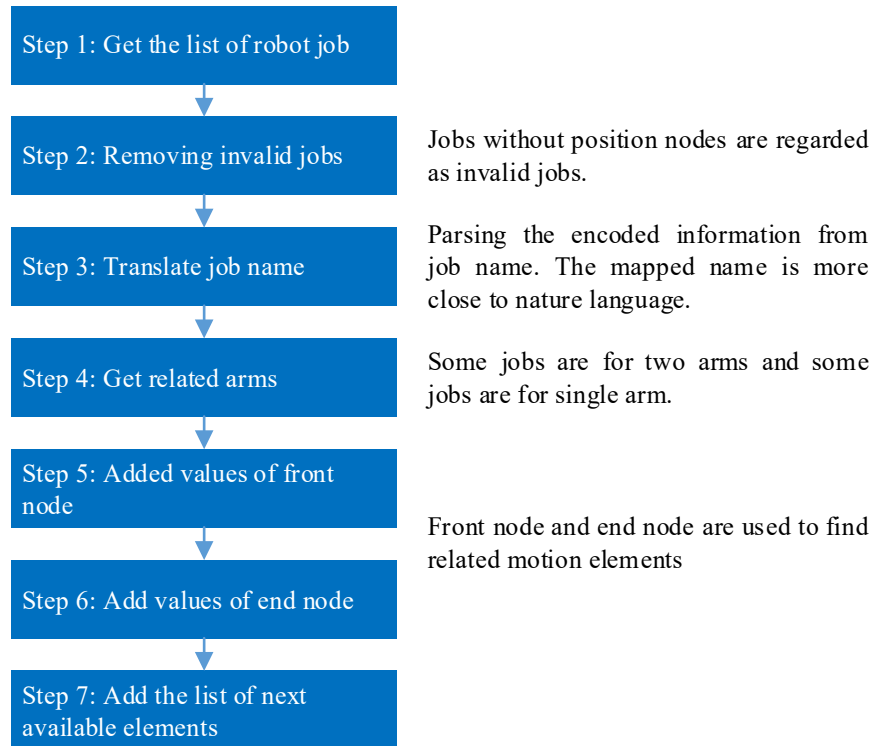 Step 1: Get the list of robot job
Step 2: Removing invalid jobs
Jobs without position nodes are regarded
as invalid jobs.
Step 3: Translate job name
Parsing the encoded information from
job name. The mapped name is more
close to nature language.
Step 4: Get related arms
Some jobs are for two arms and some
jobs are for single arm.
Step 5: Added values of front
node
Front node and end node are used to find
related motion elements
Step 6: Add values of end node
Step 7: Add the list of next
available elements